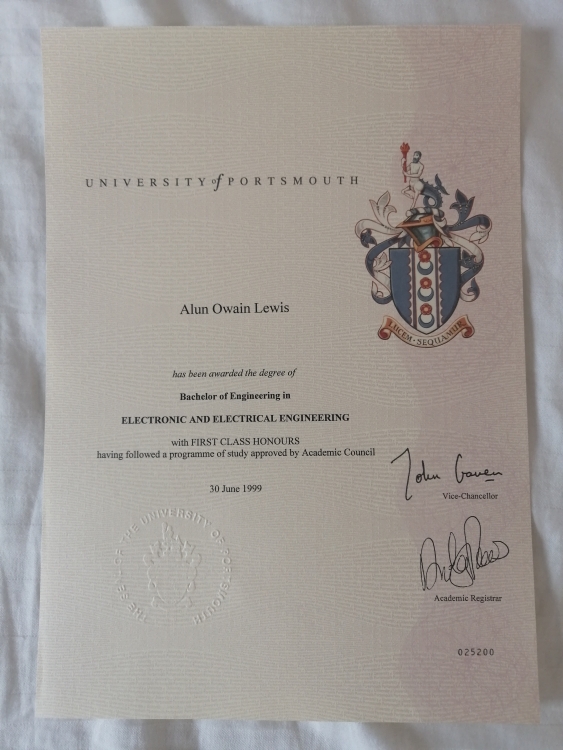 UNIVERSITY of PORTSMOUTH
LUCEM · SEQUAMUR
Alun Owain Lewis
has been awarded the degree of
Bachelor of Engineering in
ELECTRONIC AND ELECTRICAL ENGINEERING
with FIRST CLASS HONOURS
having followed a programme of study approved by Academic Council
30 June 1999
John Craven
Vice-Chancellor
THE SEAL OF THE UNIVERSITY OF PORTSMOUTH
Academic Registrar
025200